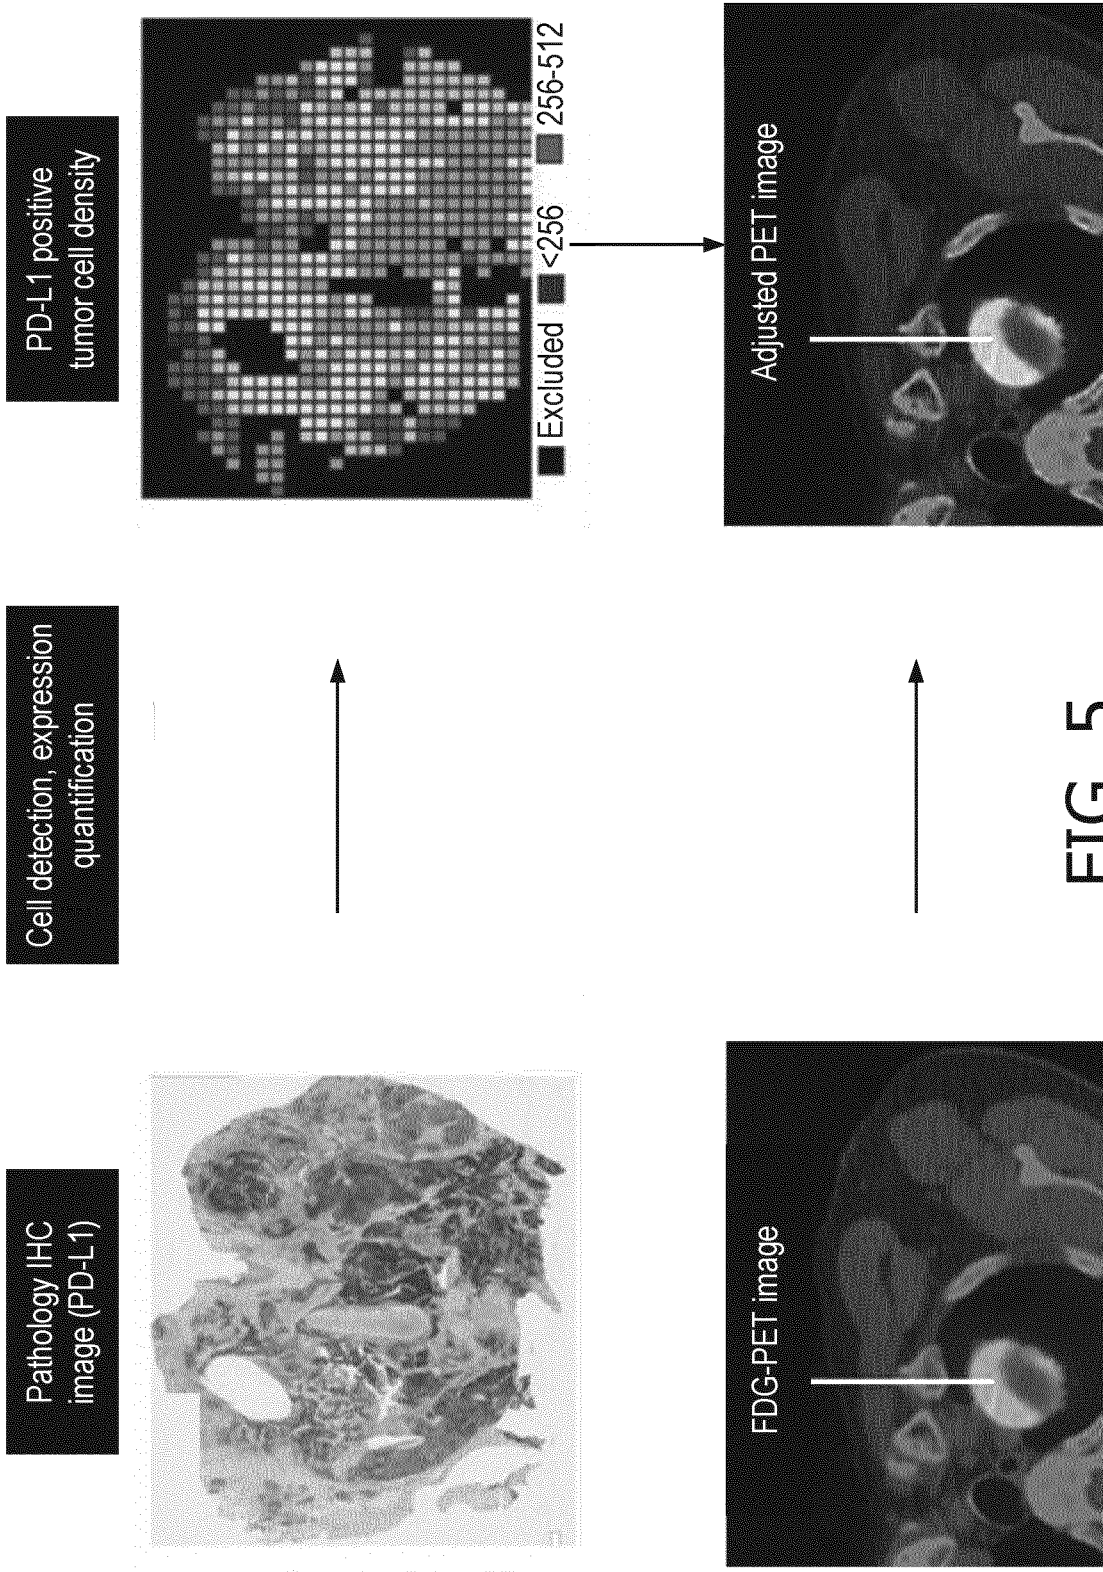 Pathology IHC
image (PD-L1)
Cell detection, expression
quantification
PD-L1 positive
tumor cell density
Excluded <256 256-512
FDG-PET image
Adjusted PET image
FIG. 5